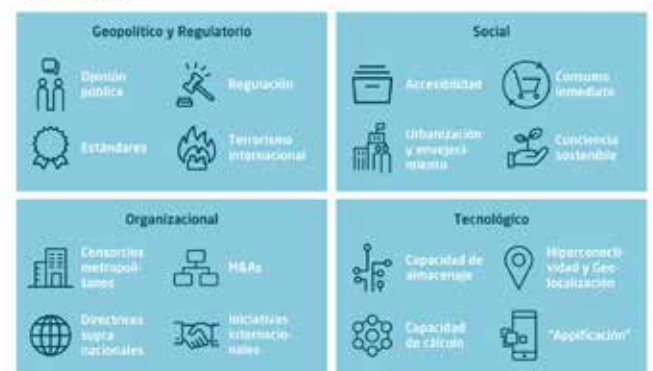 Geopolítico y Regulatorio
Opinión
pública
Regulación
Estándares
Terrorismo
internacional
Social
Accesibilidad
Consumo
inmediato
Urbanización
y envejeci-
miento
Conciencia
sostenible
Organizacional
Consorcios
metropoli-
tanos
M&As
Directrices
supra
nacionales
Iniciativas
internacio-
nales
Tecnológico
Capacidad de
almacenaje
Hiperconecti-
vidad y Geo-
localización
Capacidad
de cálculo
"Appificación"